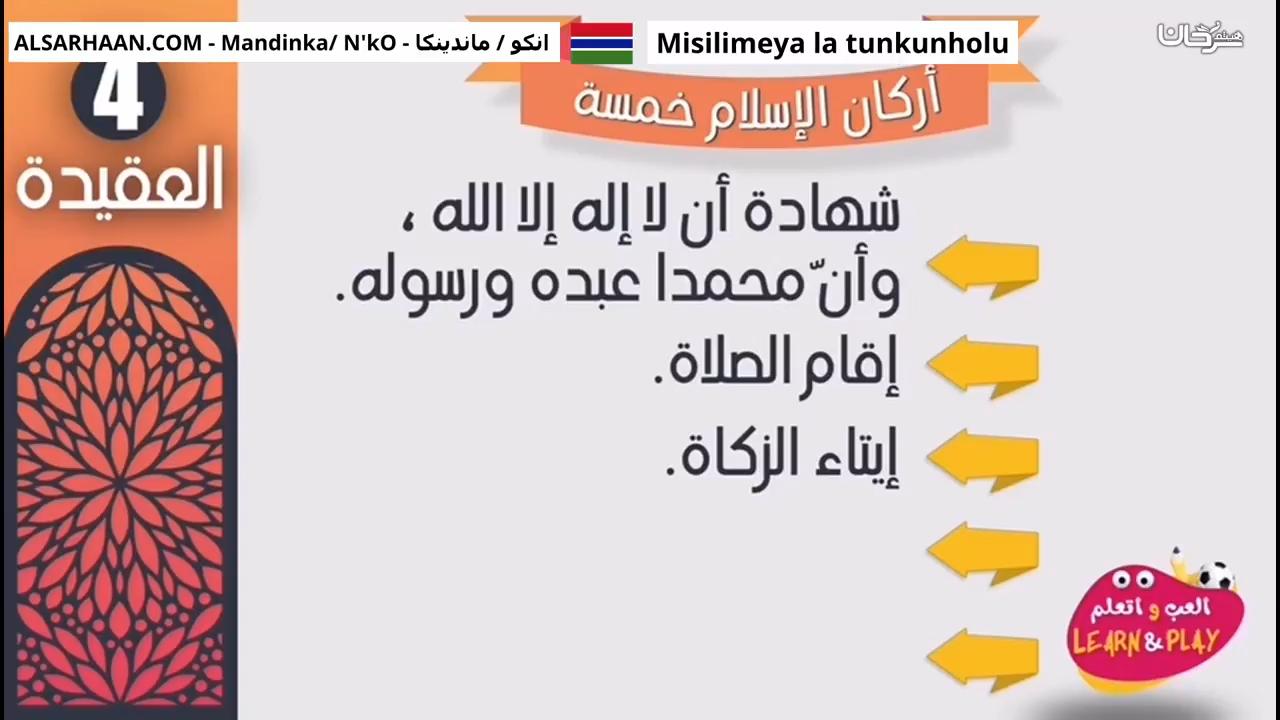 ALSARHAAN.COM - Mandinka/ N'kO - انكو / ماندينكا
Misilimeya la tunkunholu
4
العقيدة
أركان الإسلام خمسة
شهادة أن لا إله إلا الله ،
وأنّ محمدا عبده ورسوله.
إقام الصلاة.
إيتاء الزكاة.
العب و اتعلم
LEARN & PLAY